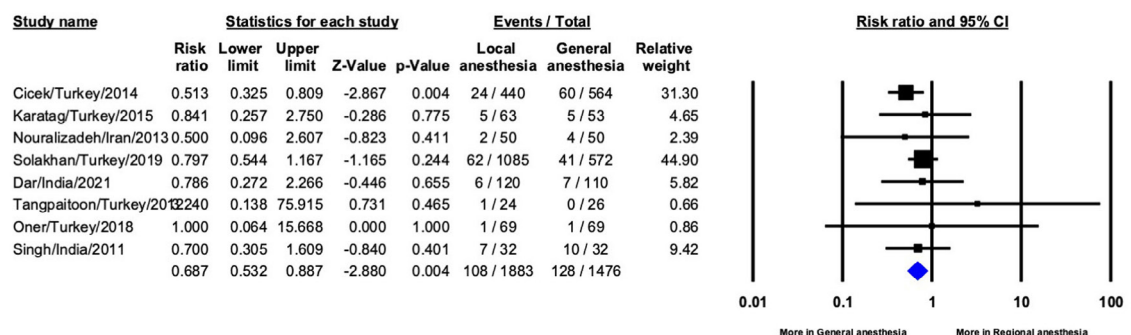 Study name Statistics for each study Events / Total Risk ratio and 95% CI
Risk Lower Upper Local General Relative
ratio limit limit Z-Value p-Value anesthesia anesthesia weight
Cicek/Turkey/2014 0.513 0.325 0.809 -2.867 0.004 24 / 440 60 / 564 31.30
Karatag/Turkey/2015 0.841 0.257 2.750 -0.286 0.775 5 / 63 5 / 53 4.65
Nouralizadeh/Iran/2013 0.500 0.096 2.607 -0.823 0.411 2 / 50 4 / 50 2.39
Solakhan/Turkey/2019 0.797 0.544 1.167 -1.165 0.244 62 / 1085 41 / 572 44.90
Dar/India/2021 0.786 0.272 2.266 -0.446 0.655 6 / 120 7 / 110 5.82
Tangpaitoon/Turkey/2012 3.240 0.138 75.915 0.731 0.465 1 / 24 0 / 26 0.66
Oner/Turkey/2018 1.000 0.064 15.668 0.000 1.000 1 / 69 1 / 69 0.86
Singh/India/2011 0.700 0.305 1.609 -0.840 0.401 7 / 32 10 / 32 9.42
0.687 0.532 0.887 -2.880 0.004 108 / 1883 128 / 1476
0.01 0.1 1 10 100
More in General anesthesia More in Regional anesthesia